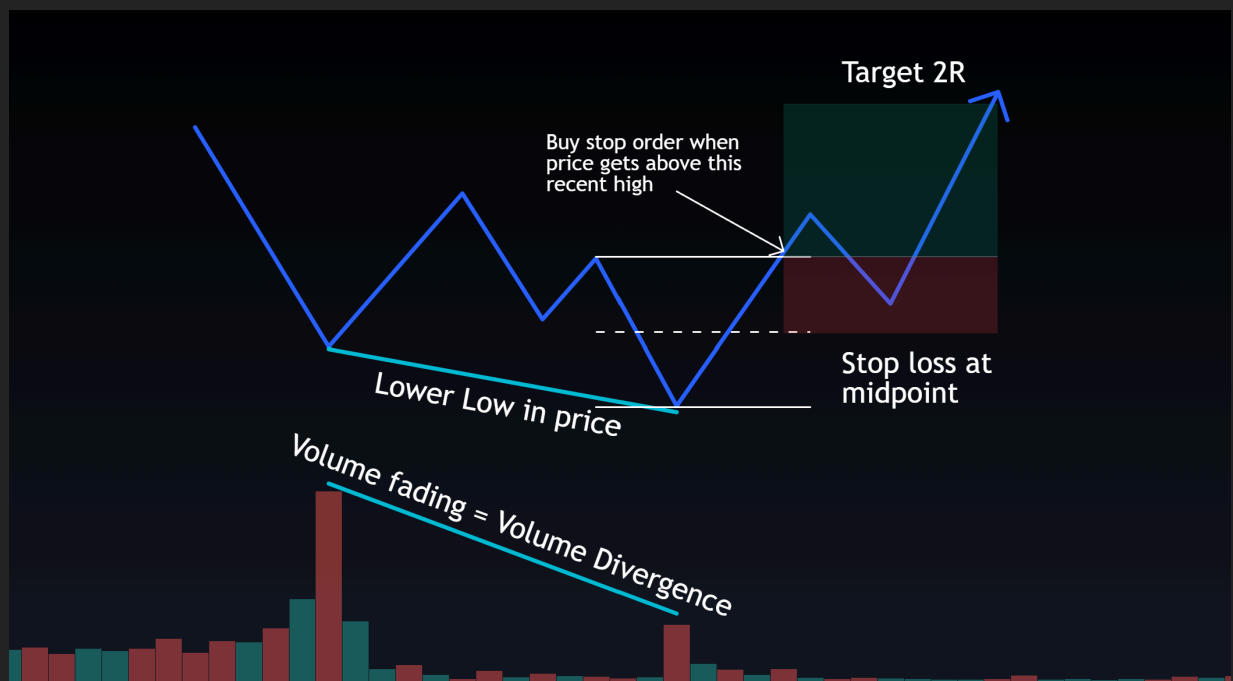 Target 2R
Buy stop order when
price gets above this
recent high
Stop loss at
midpoint
Lower Low in price
Volume fading = Volume Divergence